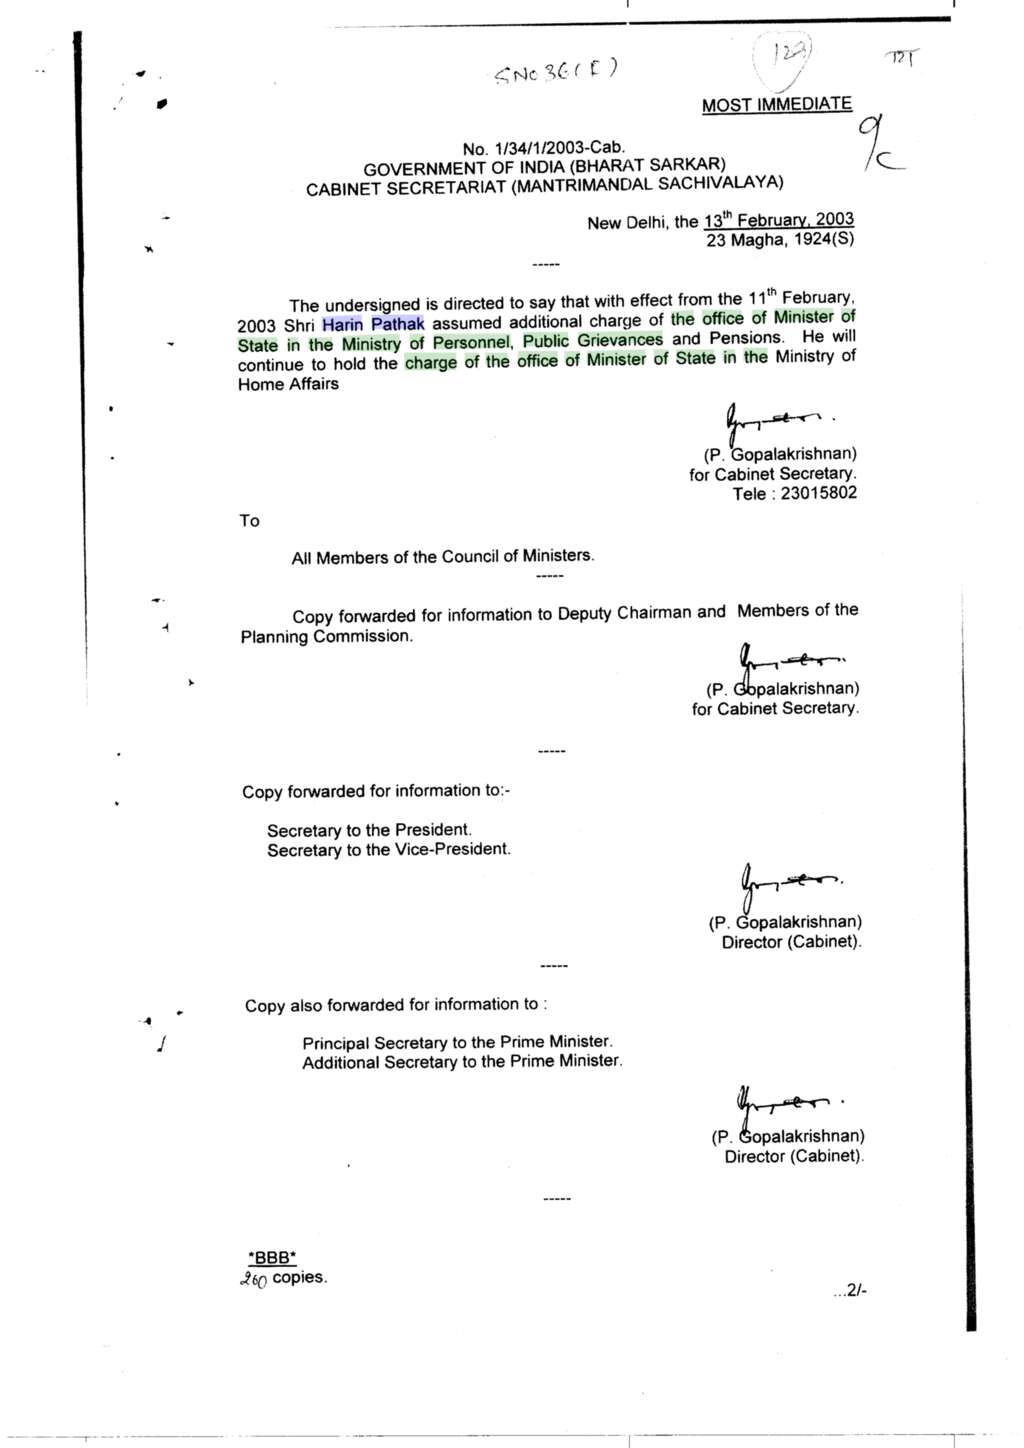 SNo 36 ( E )
129
121
MOST IMMEDIATE
9/c
No. 1/34/1/2003-Cab.
GOVERNMENT OF INDIA (BHARAT SARKAR)
CABINET SECRETARIAT (MANTRIMANDAL SACHIVALAYA)
New Delhi, the 13th February, 2003
23 Magha, 1924(S)
-----
The undersigned is directed to say that with effect from the 11th February,
2003 Shri Harin Pathak assumed additional charge of the office of Minister of
State in the Ministry of Personnel, Public Grievances and Pensions. He will
continue to hold the charge of the office of Minister of State in the Ministry of
Home Affairs
(P. Gopalakrishnan)
for Cabinet Secretary.
Tele : 23015802
To
All Members of the Council of Ministers.
-----
Copy forwarded for information to Deputy Chairman and Members of the
Planning Commission.
(P. Gopalakrishnan)
for Cabinet Secretary.
-----
Copy forwarded for information to:-
Secretary to the President.
Secretary to the Vice-President.
(P. Gopalakrishnan)
Director (Cabinet).
-----
Copy also forwarded for information to :
Principal Secretary to the Prime Minister.
Additional Secretary to the Prime Minister.
(P. Gopalakrishnan)
Director (Cabinet).
-----
*BBB*
260 copies.
...2/-